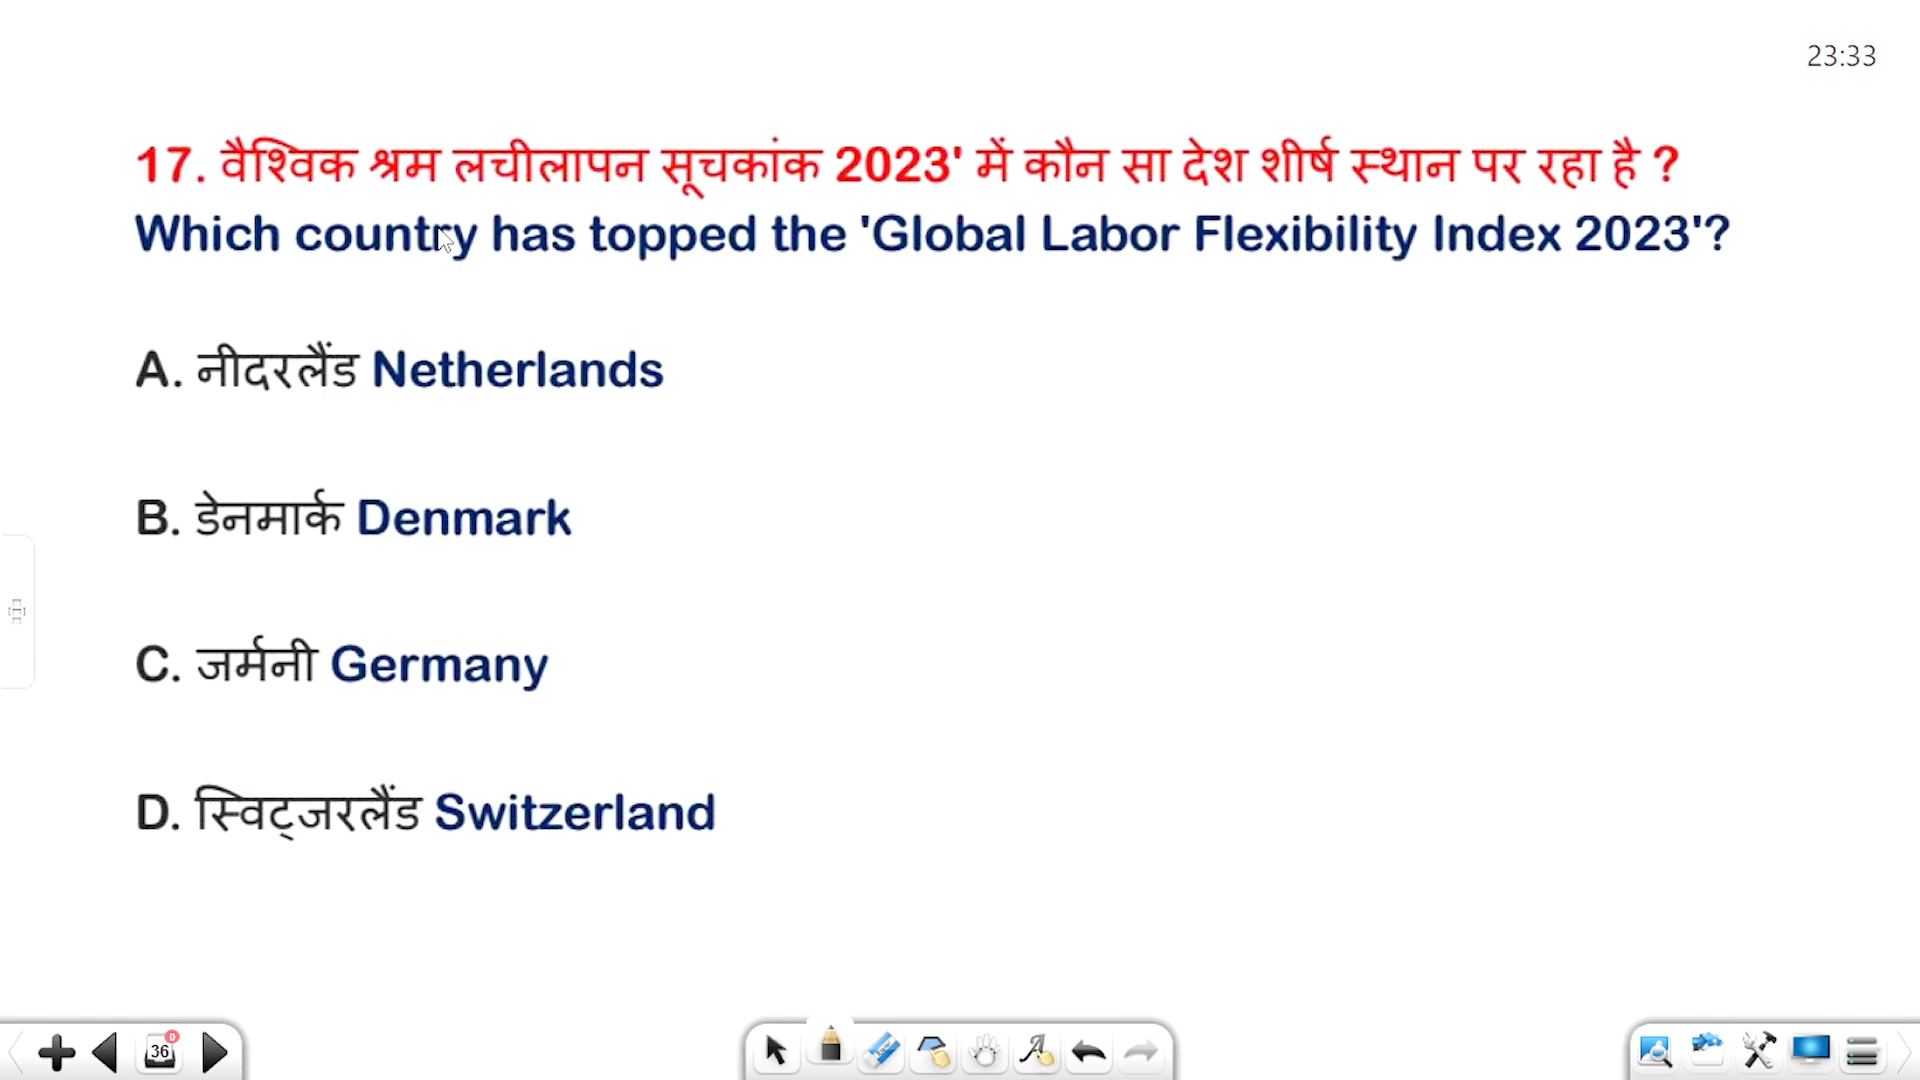 23:33
17. वैश्विक श्रम लचीलापन सूचकांक 2023' में कौन सा देश शीर्ष स्थान पर रहा है ?
Which country has topped the 'Global Labor Flexibility Index 2023'?
A. नीदरलैंड Netherlands
B. डेनमार्क Denmark
C. जर्मनी Germany
D. स्विट्जरलैंड Switzerland
36